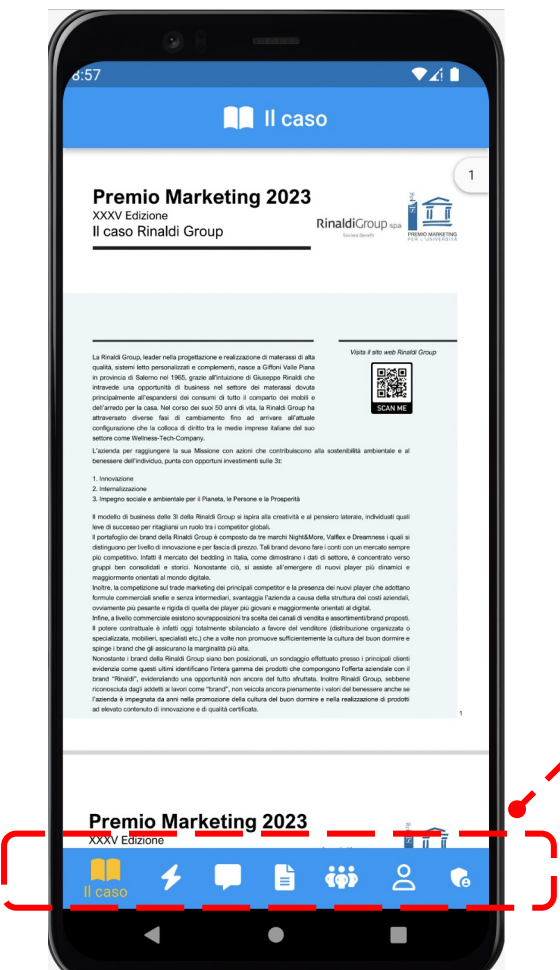 8:57
Il caso
1
Premio Marketing 2023
XXXV Edizione
Il caso Rinaldi Group
RinaldiGroup spa
Società Benefit
PREMIO MARKETING
PER L'UNIVERSITÀ
Visita il sito web Rinaldi Group
SCAN ME
La Rinaldi Group, leader nella progettazione e realizzazione di materassi di alta
qualità, sistemi letto personalizzati e complementi, nasce a Giffoni Valle Piana
in provincia di Salerno nel 1965, grazie all'intuizione di Giuseppe Rinaldi che
intravede una opportunità di business nel settore dei materassi dovuta
principalmente all'espandersi dei consumi di tutto il comparto dei mobili e
dell'arredo per la casa. Nel corso dei suoi 50 anni di vita, la Rinaldi Group ha
attraversato diverse fasi di cambiamento fino ad arrivare all'attuale
configurazione che la colloca di diritto tra le medie imprese italiane del suo
settore come Wellness-Tech-Company.
L'azienda per raggiungere la sua Missione con azioni che contribuiscono alla sostenibilità ambientale e al
benessere dell'individuo, punta con opportuni investimenti sulle 3I:
1. Innovazione
2. Internalizzazione
3. Impegno sociale e ambientale per il Pianeta, le Persone e la Prosperità
Il modello di business delle 3I della Rinaldi Group si ispira alla creatività e al pensiero laterale, individuati quali
leve di successo per ritagliarsi un ruolo tra i competitor globali.
Il portafoglio dei brand della Rinaldi Group è composto da tre marchi Night&More, Valflex e Dreamness i quali si
distinguono per livello di innovazione e per fascia di prezzo. Tali brand devono fare i conti con un mercato sempre
più competitivo. Infatti il mercato del bedding in Italia, come dimostrano i dati di settore, è concentrato verso
gruppi ben consolidati e storici. Nonostante ciò, si assiste all'emergere di nuovi player più dinamici e
maggiormente orientati al mondo digitale.
Inoltre, la competizione sul trade marketing dei principali competitor e la presenza dei nuovi player che adottano
formule commerciali snelle e senza intermediari, svantaggia l'azienda a causa della struttura dei costi aziendali,
ovviamente più pesante e rigida di quella dei player più giovani e maggiormente orientati al digital.
Infine, a livello commerciale esistono sovrapposizioni tra scelta dei canali di vendita e assortimenti/brand proposti.
Il potere contrattuale è infatti oggi totalmente sbilanciato a favore del venditore (distribuzione organizzata o
specializzata, mobilieri, specialisti etc.) che a volte non promuove sufficientemente la cultura del buon dormire e
spinge i brand che gli assicurano la marginalità più alta.
Nonostante i brand della Rinaldi Group siano ben posizionati, un sondaggio effettuato presso i principali clienti
evidenzia come questi ultimi identificano l'intera gamma dei prodotti che compongono l'offerta aziendale con il
brand "Rinaldi", evidenziando una opportunità non ancora del tutto sfruttata. Inoltre Rinaldi Group, sebbene
riconosciuta dagli addetti ai lavori come "brand", non veicola ancora pienamente i valori del benessere anche se
l'azienda è impegnata da anni nella promozione della cultura del buon dormire e nella realizzazione di prodotti
ad elevato contenuto di innovazione e di qualità certificata.
1
Premio Marketing 2023
XXXV Edizione
Il caso